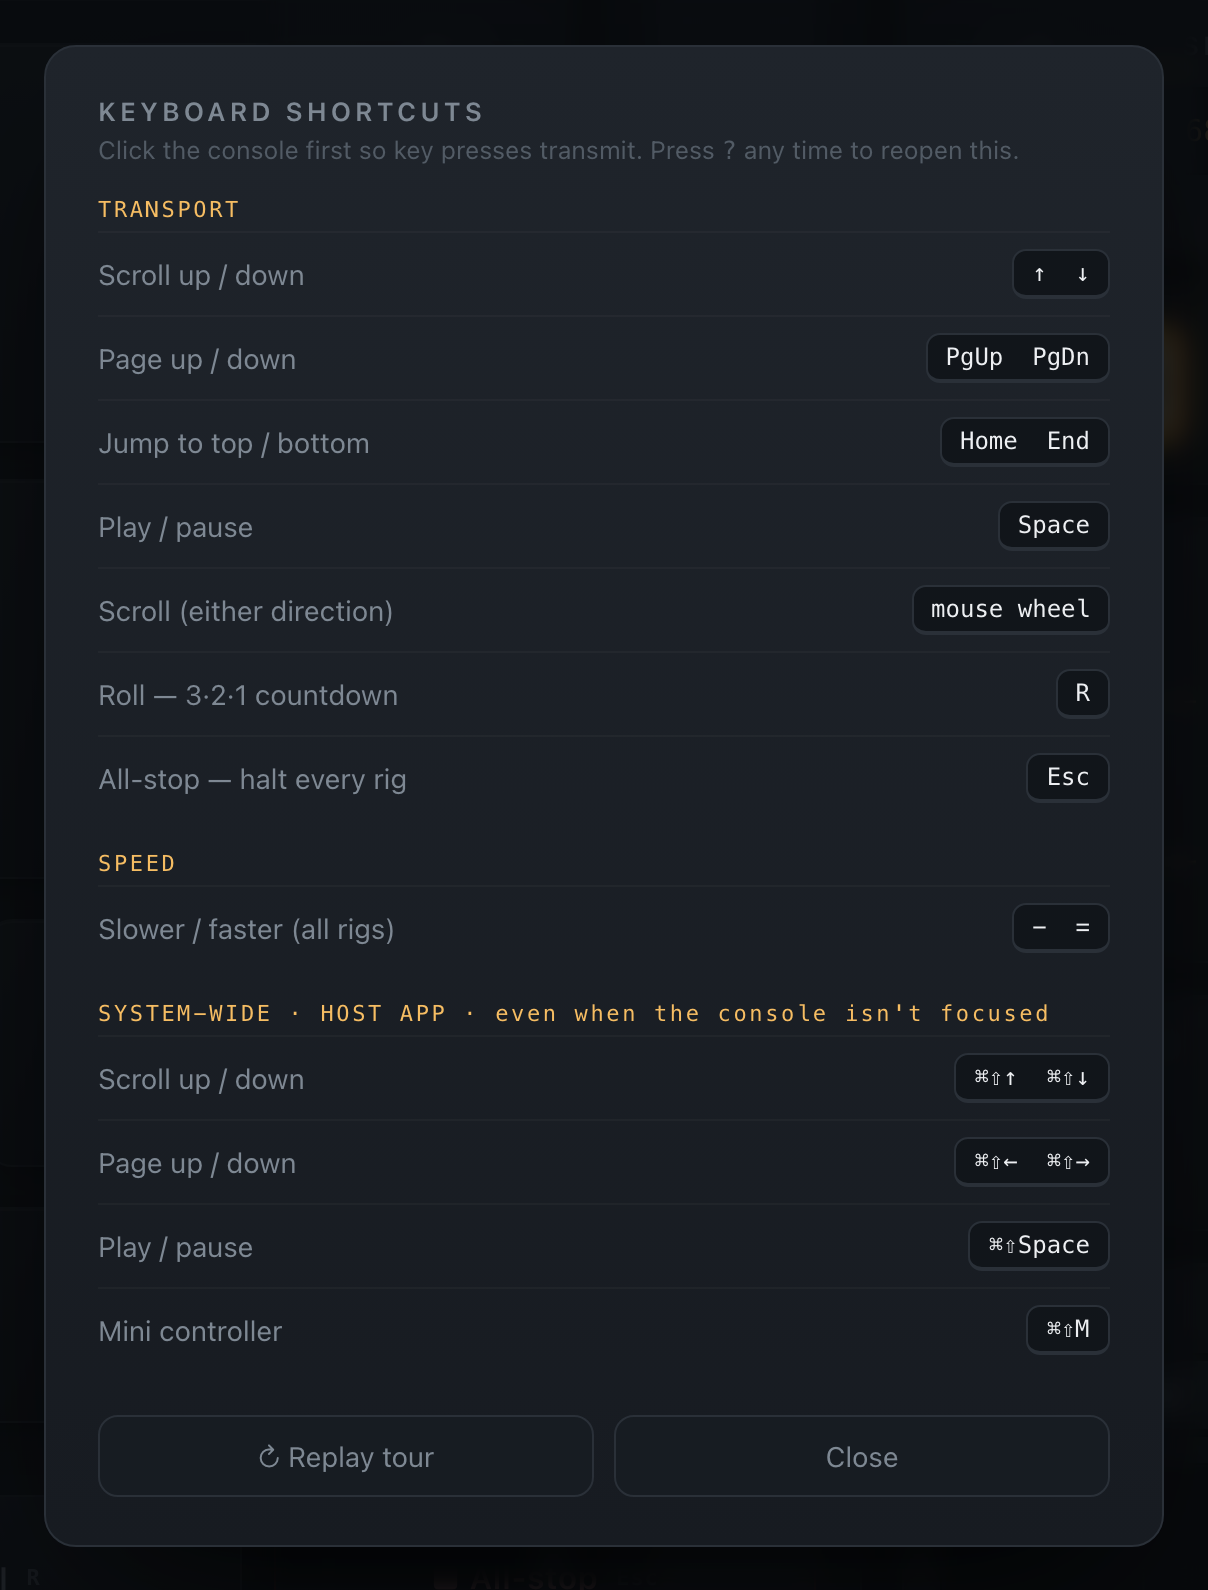 KEYBOARD SHORTCUTS
Click the console first so key presses transmit. Press ? any time to reopen this.
TRANSPORT
Scroll up / down ↑ ↓
Page up / down PgUp PgDn
Jump to top / bottom Home End
Play / pause Space
Scroll (either direction) mouse wheel
Roll — 3·2·1 countdown R
All-stop — halt every rig Esc
SPEED
Slower / faster (all rigs) − =
SYSTEM-WIDE · HOST APP · even when the console isn't focused
Scroll up / down ⌘⇧↑ ⌘⇧↓
Page up / down ⌘⇧← ⌘⇧→
Play / pause ⌘⇧Space
Mini controller ⌘⇧M
↻ Replay tour Close
R
All-stop